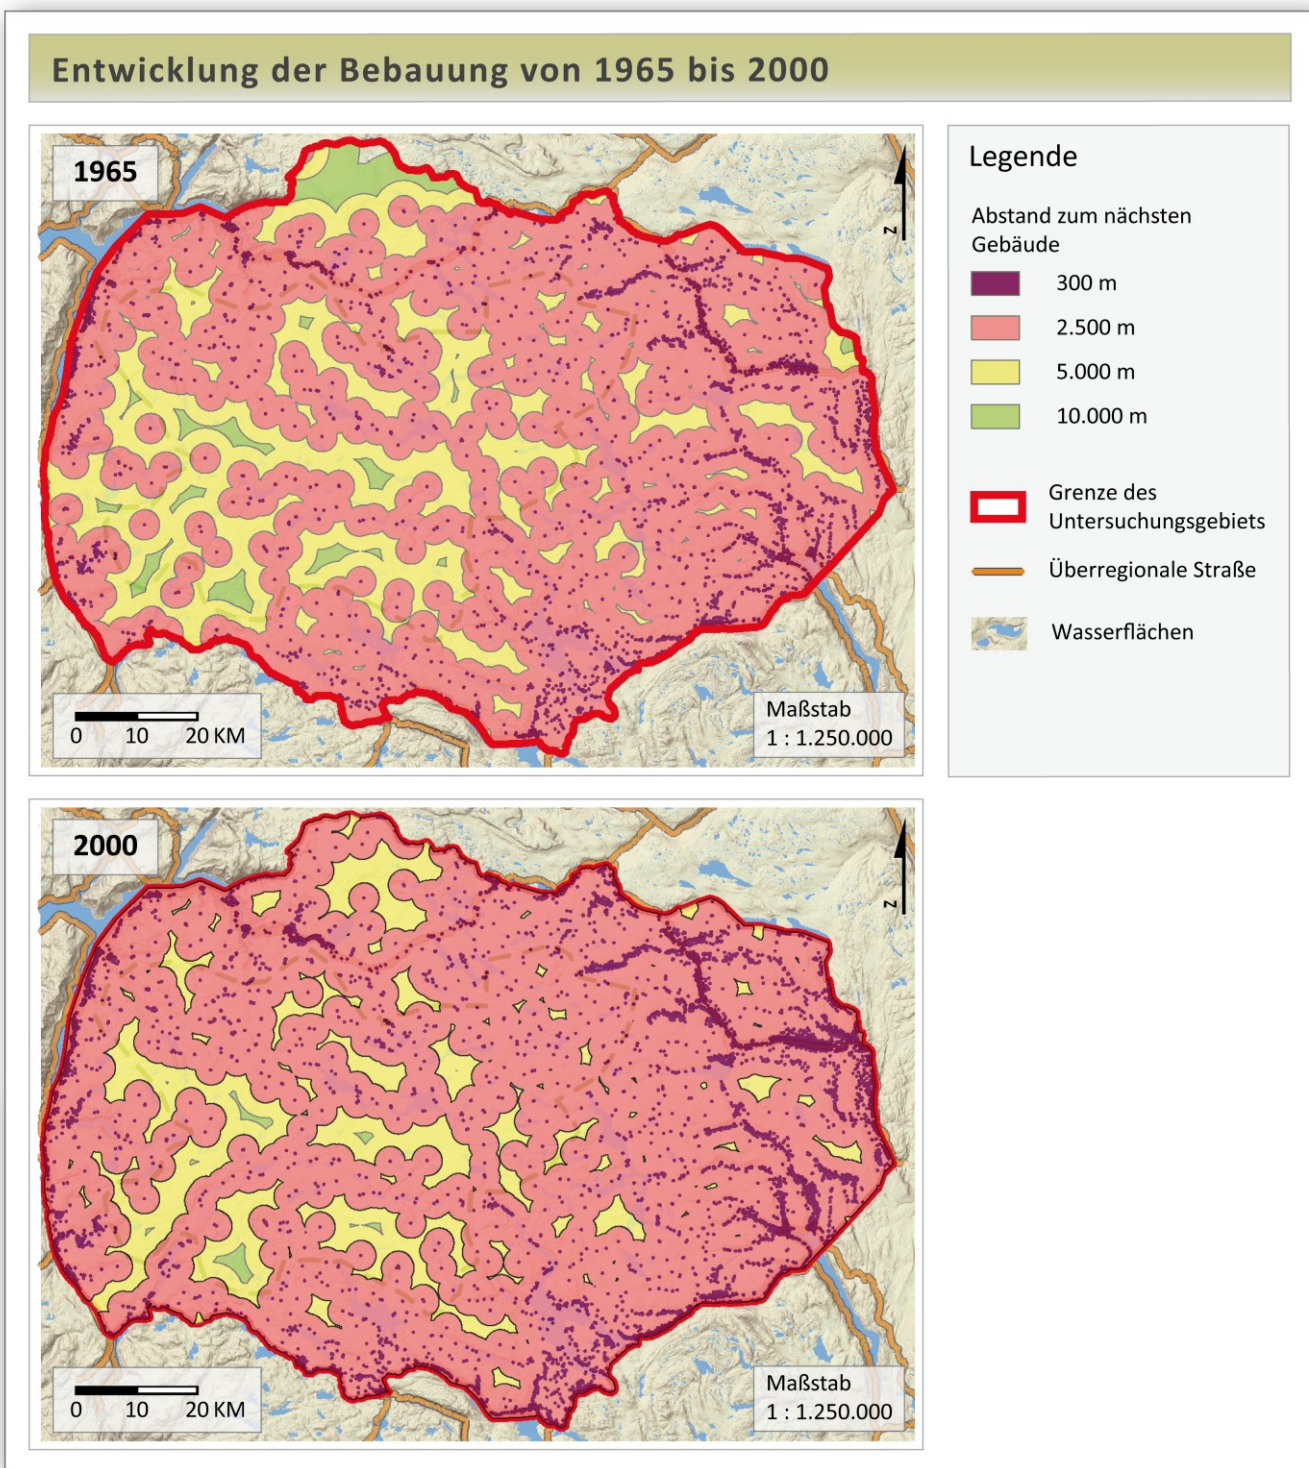 Entwicklung der Bebauung von 1965 bis 2000
1965
N
0 10 20 KM
Maßstab
1 : 1.250.000
Legende
Abstand zum nächsten
Gebäude
300 m
2.500 m
5.000 m
10.000 m
Grenze des
Untersuchungsgebiets
Überregionale Straße
Wasserflächen
2000
N
0 10 20 KM
Maßstab
1 : 1.250.000